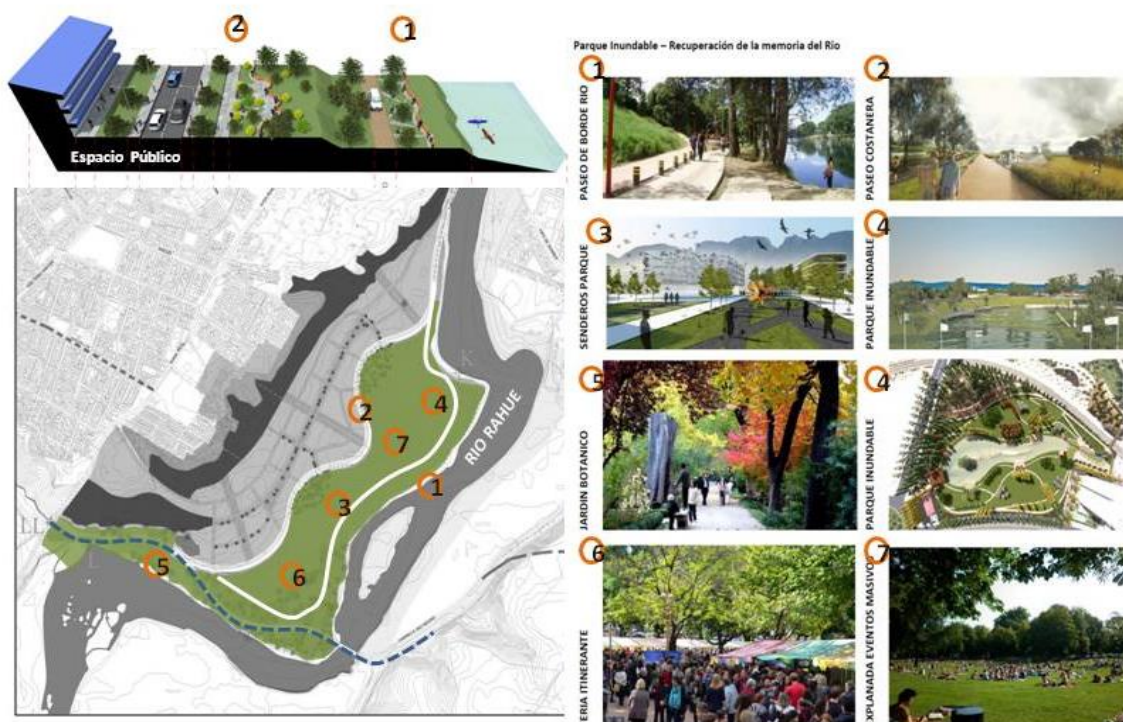 2
1
Espacio Público
Parque Inundable – Recuperación de la memoria del Río
1
PASEO DE BORDE RIO
2
PASEO COSTANERA
3
SENDEROS PARQUE
4
PARQUE INUNDABLE
5
JARDIN BOTANICO
4
PARQUE INUNDABLE
6
ERIA ITINERANTE
7
XPLANADA EVENTOS MASIVO
K
2
4
7
RIO RAHUE
1
3
LL
L
5
6